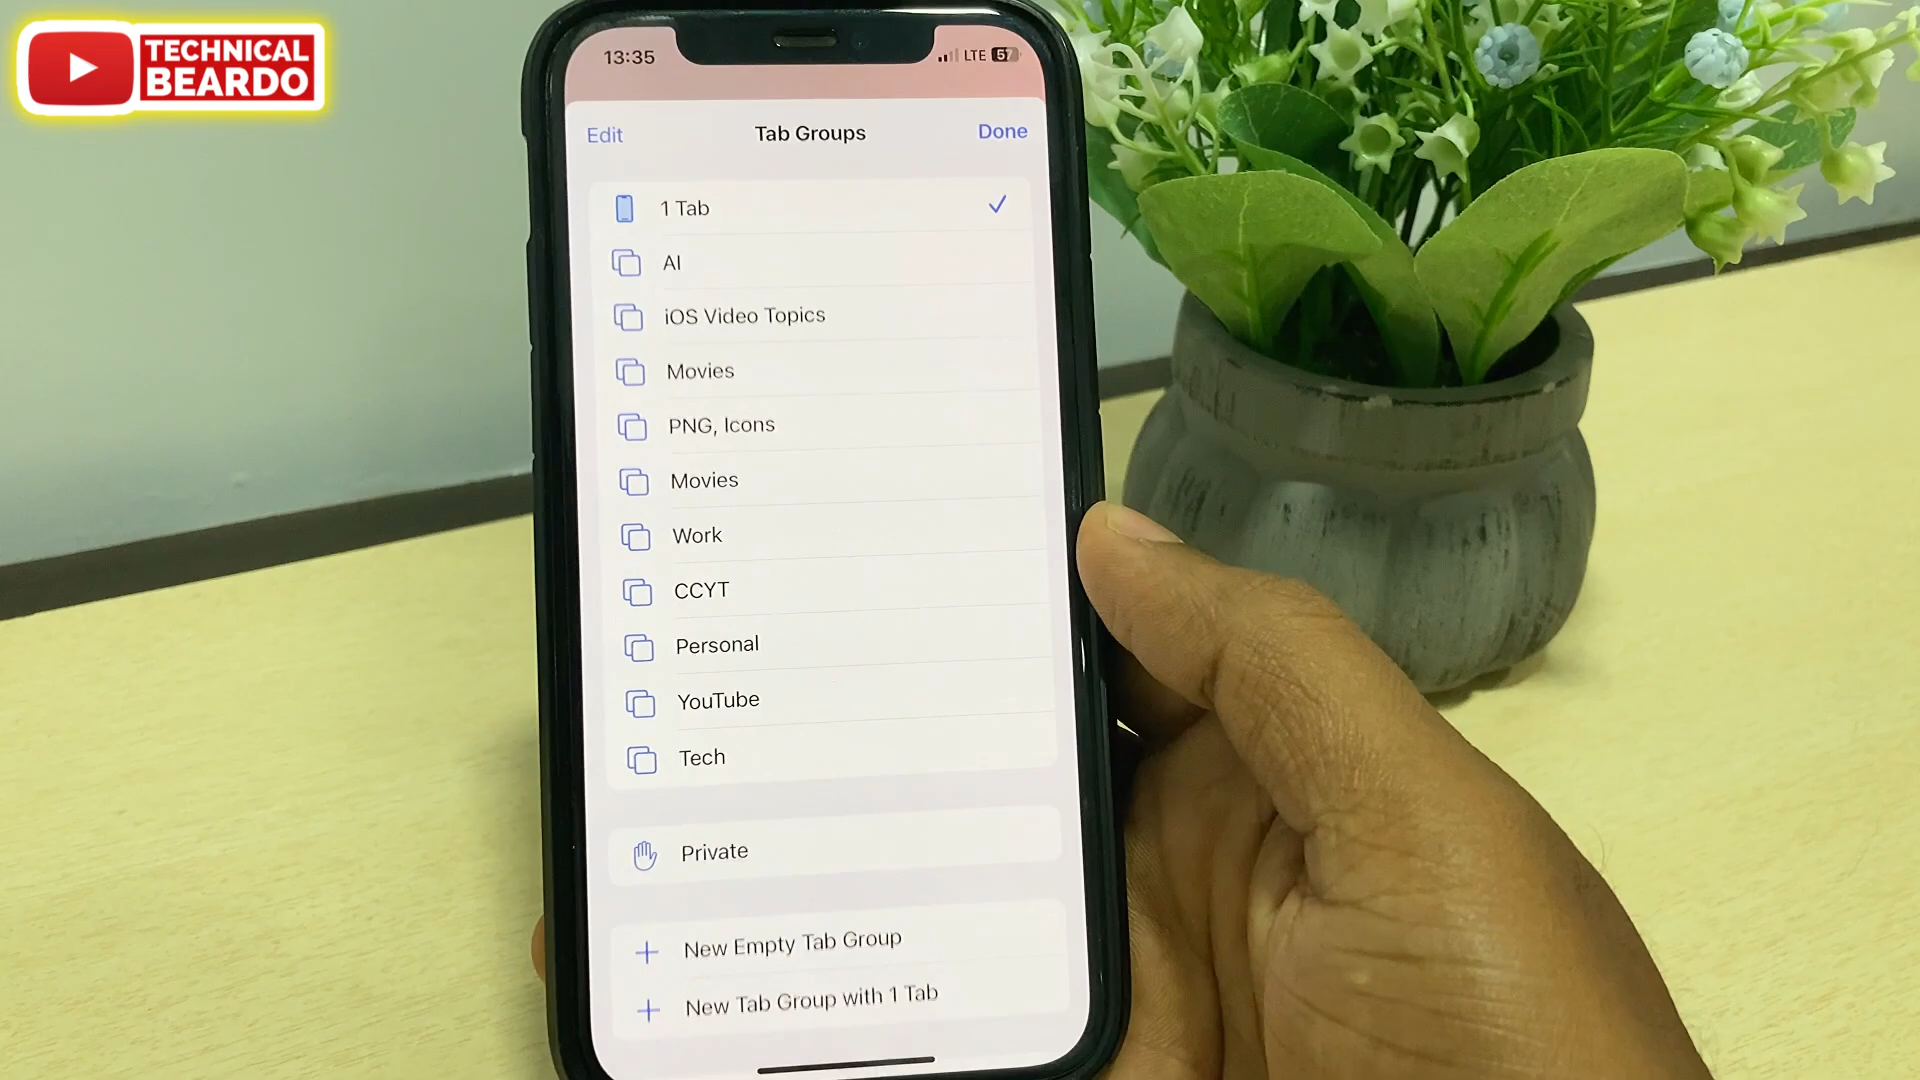 TECHNICAL
BEARDO
13:35
LTE 67
Edit
Tab Groups
Done
1 Tab
AI
iOS Video Topics
Movies
PNG, Icons
Movies
Work
CCYT
Personal
YouTube
Tech
Private
New Empty Tab Group
New Tab Group with 1 Tab